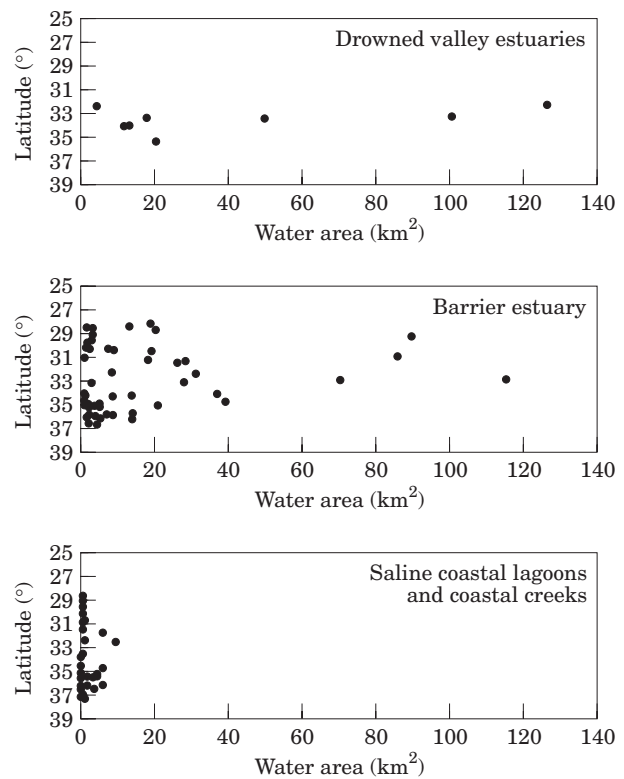 Drowned valley estuaries
Latitude (°)
25
27
29
31
33
35
37
39
0 20 40 60 80 100 120 140
Water area (km²)
Barrier estuary
Latitude (°)
25
27
29
31
33
35
37
39
0 20 40 60 80 100 120 140
Water area (km²)
Saline coastal lagoons
and coastal creeks
Latitude (°)
25
27
29
31
33
35
37
39
0 20 40 60 80 100 120 140
Water area (km²)